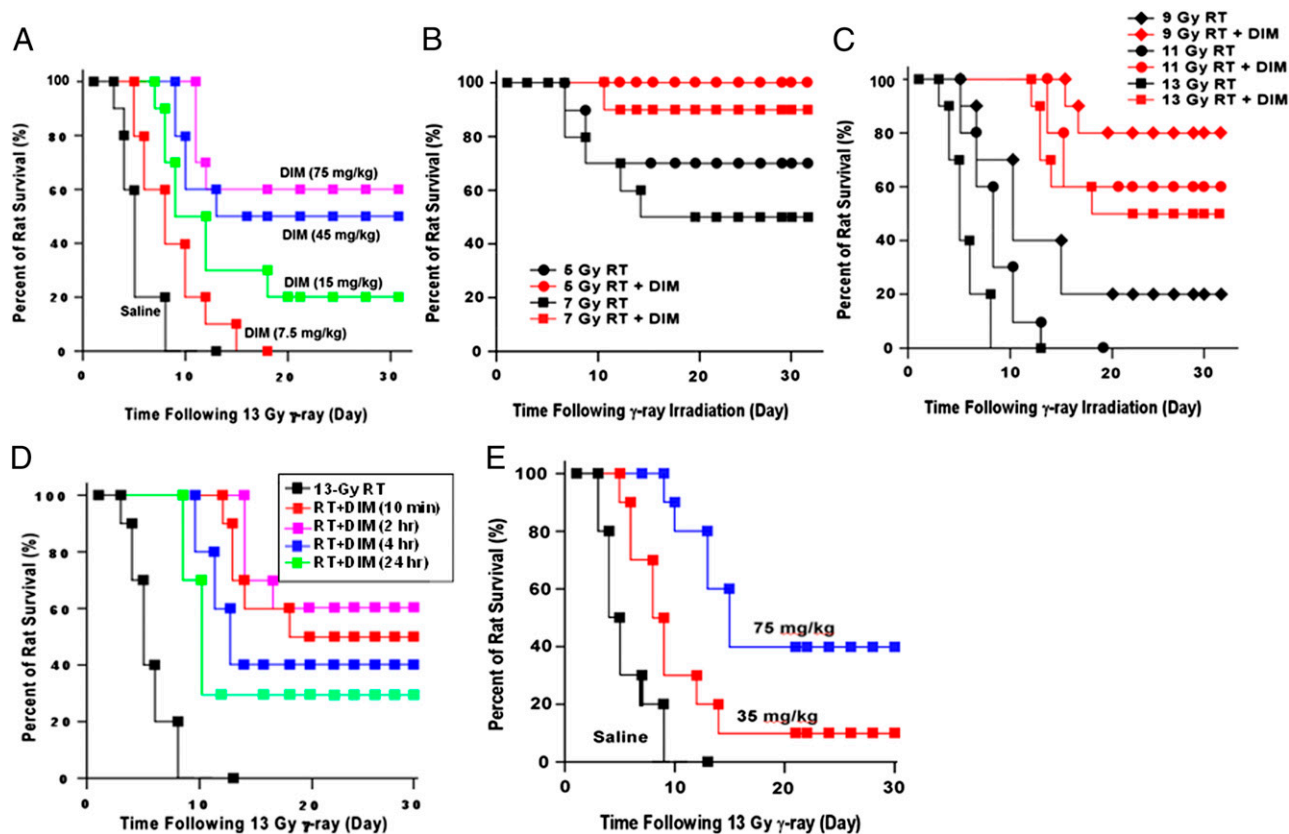 A
Percent of Rat Survival (%)
100
80
60
40
20
0
DIM (75 mg/kg)
DIM (45 mg/kg)
DIM (15 mg/kg)
Saline
DIM (7.5 mg/kg)
0 10 20 30
Time Following 13 Gy γ-ray (Day)
B
Percent of Rat Survival (%)
100
80
60
40
20
0
5 Gy RT
5 Gy RT + DIM
7 Gy RT
7 Gy RT + DIM
0 10 20 30
Time Following γ-ray Irradiation (Day)
C
9 Gy RT
9 Gy RT + DIM
11 Gy RT
11 Gy RT + DIM
13 Gy RT
13 Gy RT + DIM
Percent of Rat Survival (%)
100
80
60
40
20
0
0 10 20 30
Time Following γ-ray Irradiation (Day)
D
Percent of Rat Survival (%)
100
80
60
40
20
0
13-Gy RT
RT+DIM (10 min)
RT+DIM (2 hr)
RT+DIM (4 hr)
RT+DIM (24 hr)
0 10 20 30
Time Following 13 Gy γ-ray (Day)
E
Percent of Rat Survival (%)
100
80
60
40
20
0
75 mg/kg
35 mg/kg
Saline
0 10 20 30
Time Following 13 Gy γ-ray (Day)